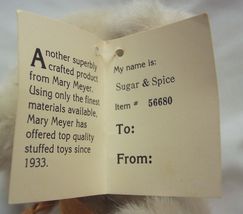 Another superbly
crafted product
from Mary Meyer.
Using only the finest
materials available,
Mary Meyer has
offered top quality
stuffed toys since
1933.
My name is:
Sugar & Spice
Item # 56680
To:
From: